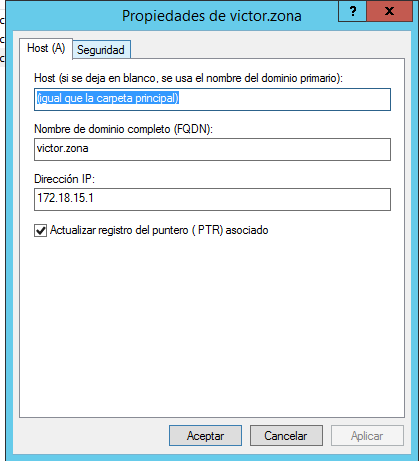 Propiedades de victor.zona
? x
Host (A) Seguridad
Host (si se deja en blanco, se usa el nombre del dominio primario):
(igual que la carpeta principal)
Nombre de dominio completo (FQDN):
victor.zona
Dirección IP:
172.18.15.1
Actualizar registro del puntero ( PTR) asociado
Aceptar Cancelar Aplicar